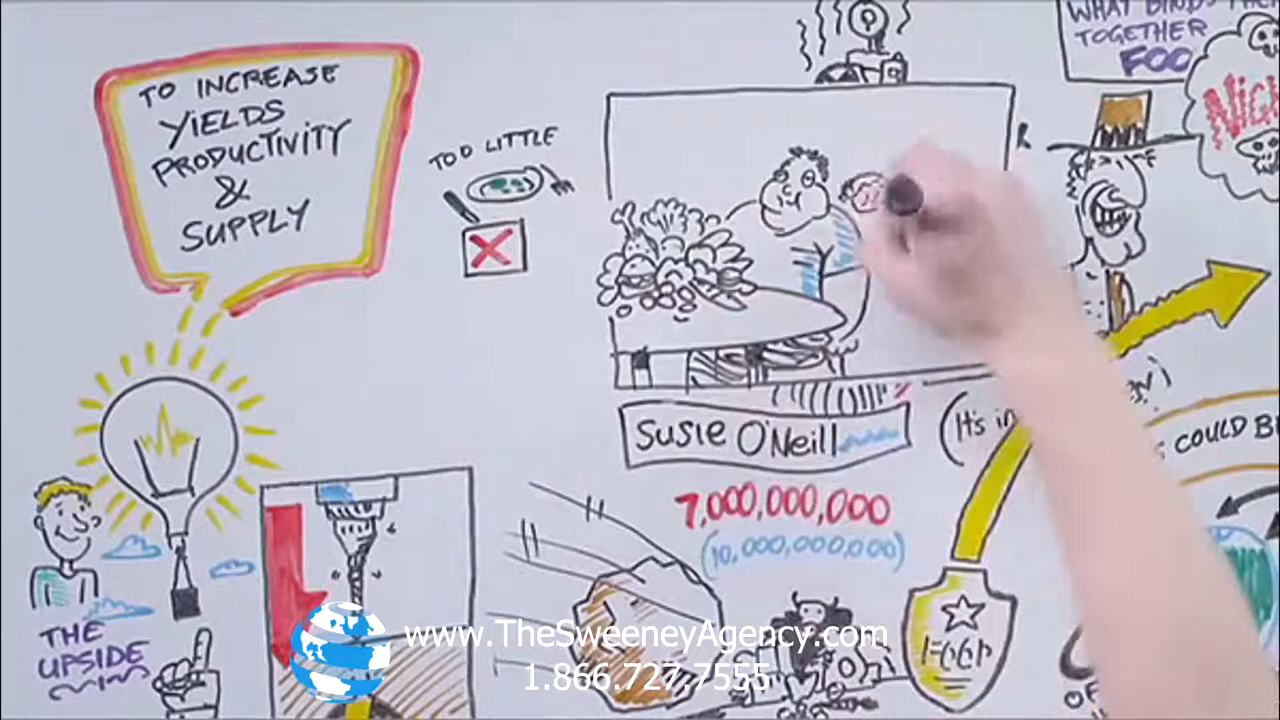 TO INCREASE
YIELDS
PRODUCTIVITY
&
SUPPLY
TOO LITTLE
WHAT BINDS
TOGETHER
FOO
NIGH
SUSIE O'NEill
7,000,000,000
(10,000,000,000)
(It's in
COULD B
THE
UPSIDE
www.TheSweeneyAgency.com
1.866.727.7555